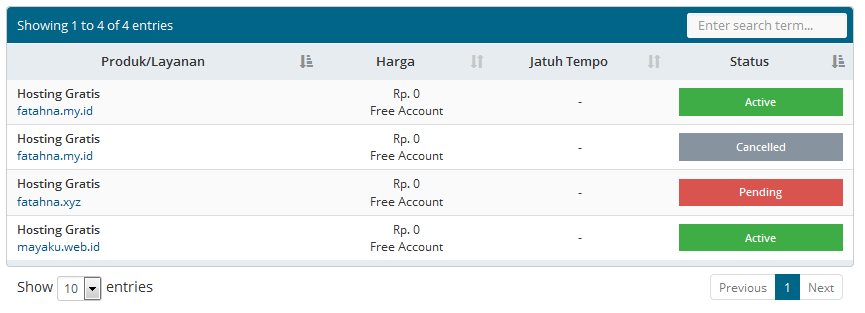 Showing 1 to 4 of 4 entries
Enter search term...
Produk/Layanan Harga Jatuh Tempo Status
Hosting Gratis
fatahna.my.id
Rp. 0
Free Account
-
Active
Hosting Gratis
fatahna.my.id
Rp. 0
Free Account
-
Cancelled
Hosting Gratis
fatahna.xyz
Rp. 0
Free Account
-
Pending
Hosting Gratis
mayaku.web.id
Rp. 0
Free Account
-
Active
Show 10 entries
Previous 1 Next